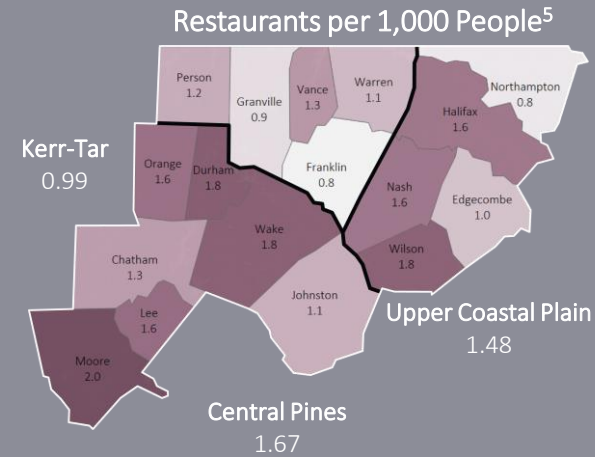 Restaurants per 1,000 People5
Person
1.2
Granville
0.9
Vance
1.3
Warren
1.1
Northampton
0.8
Halifax
1.6
Kerr-Tar
0.99
Orange
1.6
Durham
1.8
Franklin
0.8
Nash
1.6
Edgecombe
1.0
Wake
1.8
Wilson
1.8
Chatham
1.3
Johnston
1.1
Lee
1.6
Upper Coastal Plain
1.48
Moore
2.0
Central Pines
1.67